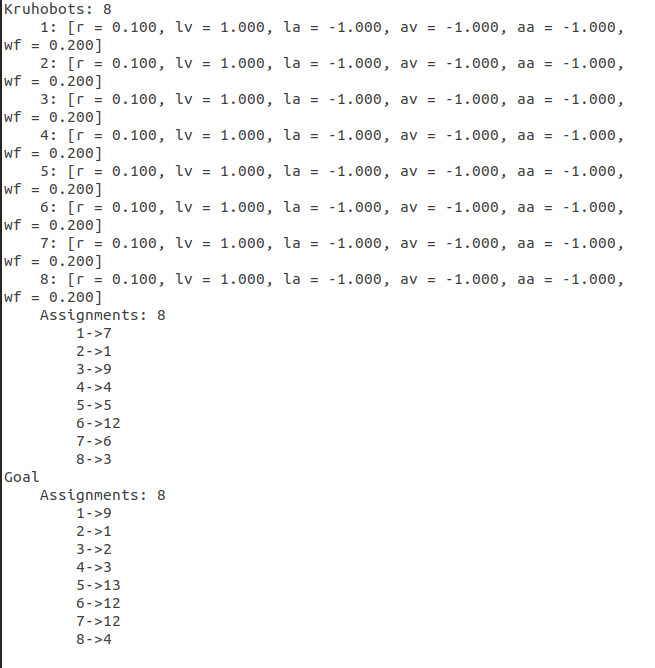 Kruhobots: 8
    1: [r = 0.100, lv = 1.000, la = -1.000, av = -1.000, aa = -1.000,
wf = 0.200]
    2: [r = 0.100, lv = 1.000, la = -1.000, av = -1.000, aa = -1.000,
wf = 0.200]
    3: [r = 0.100, lv = 1.000, la = -1.000, av = -1.000, aa = -1.000,
wf = 0.200]
    4: [r = 0.100, lv = 1.000, la = -1.000, av = -1.000, aa = -1.000,
wf = 0.200]
    5: [r = 0.100, lv = 1.000, la = -1.000, av = -1.000, aa = -1.000,
wf = 0.200]
    6: [r = 0.100, lv = 1.000, la = -1.000, av = -1.000, aa = -1.000,
wf = 0.200]
    7: [r = 0.100, lv = 1.000, la = -1.000, av = -1.000, aa = -1.000,
wf = 0.200]
    8: [r = 0.100, lv = 1.000, la = -1.000, av = -1.000, aa = -1.000,
wf = 0.200]
    Assignments: 8
        1->7
        2->1
        3->9
        4->4
        5->5
        6->12
        7->6
        8->3
Goal
    Assignments: 8
        1->9
        2->1
        3->2
        4->3
        5->13
        6->12
        7->12
        8->4